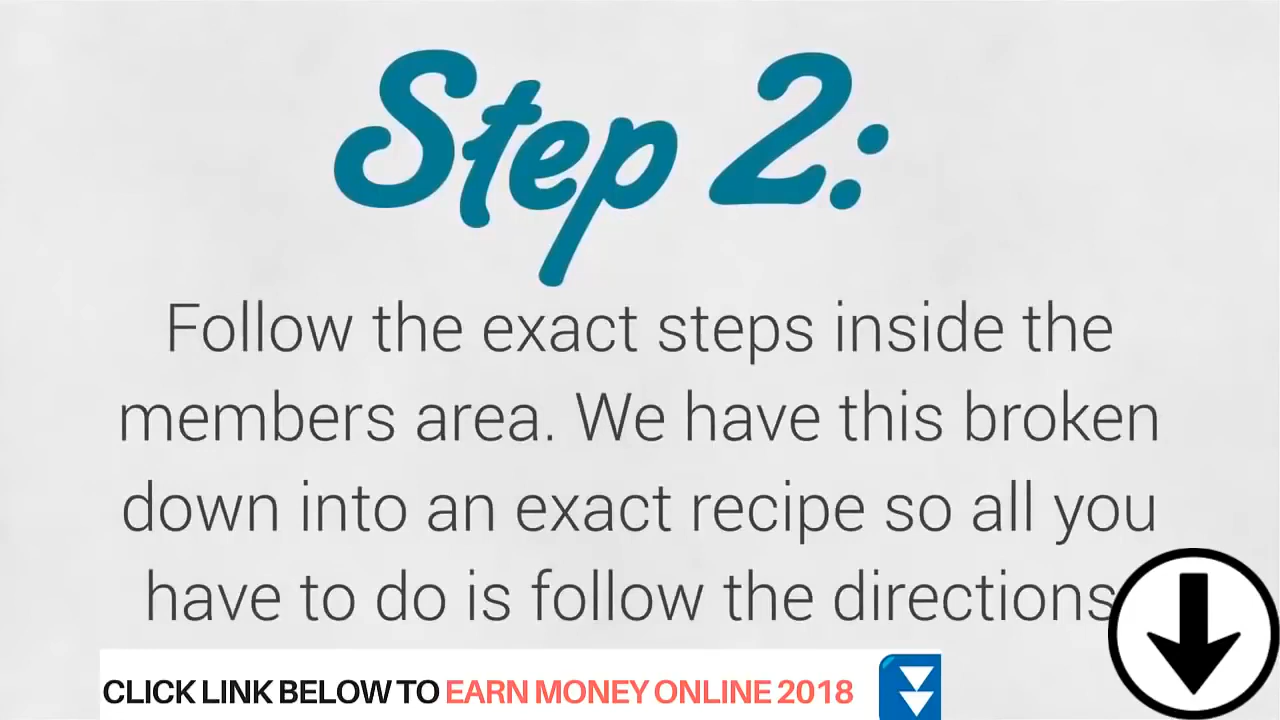 Step 2:
Follow the exact steps inside the
members area. We have this broken
down into an exact recipe so all you
have to do is follow the directions
CLICK LINK BELOW TO EARN MONEY ONLINE 2018